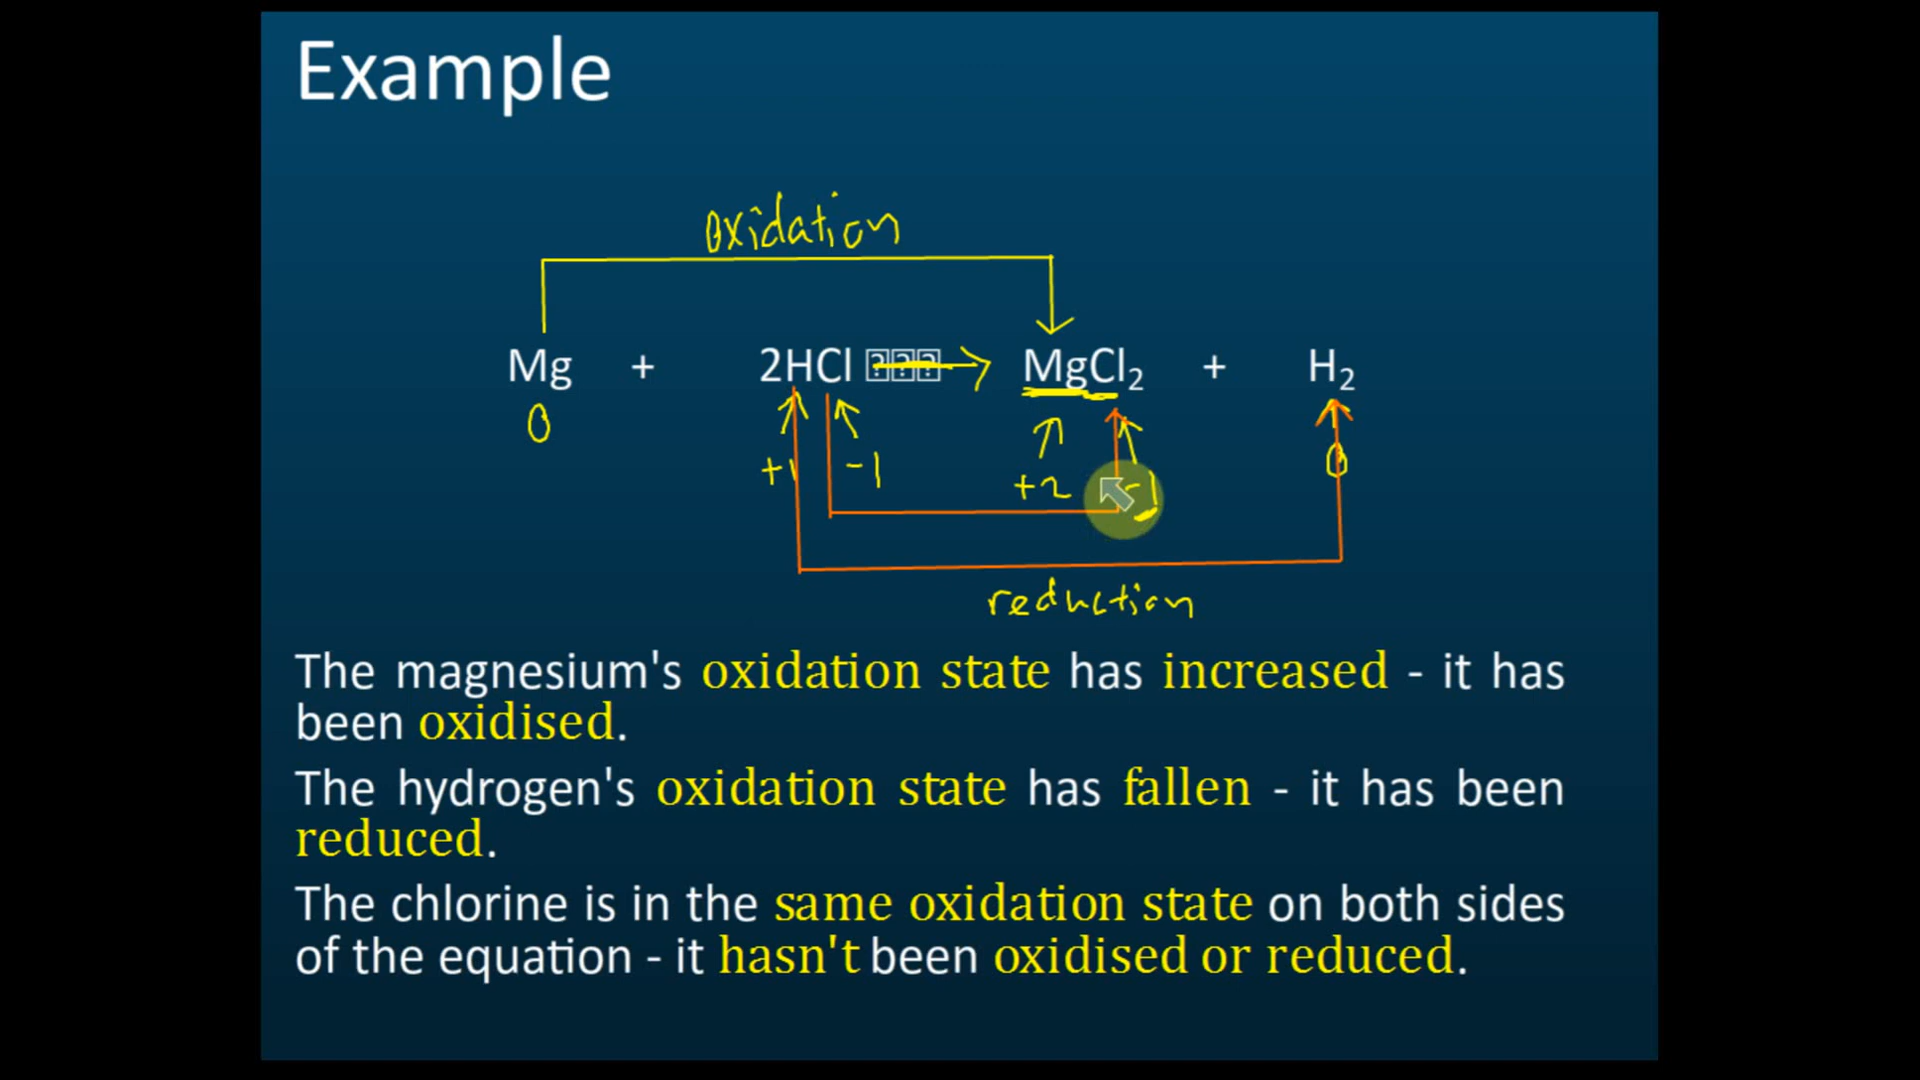 Example
oxidation
Mg + 2HCl → MgCl₂ + H₂
0 +1 -1 +2 -1 0
reduction
The magnesium's oxidation state has increased - it has
been oxidised.
The hydrogen's oxidation state has fallen - it has been
reduced.
The chlorine is in the same oxidation state on both sides
of the equation - it hasn't been oxidised or reduced.